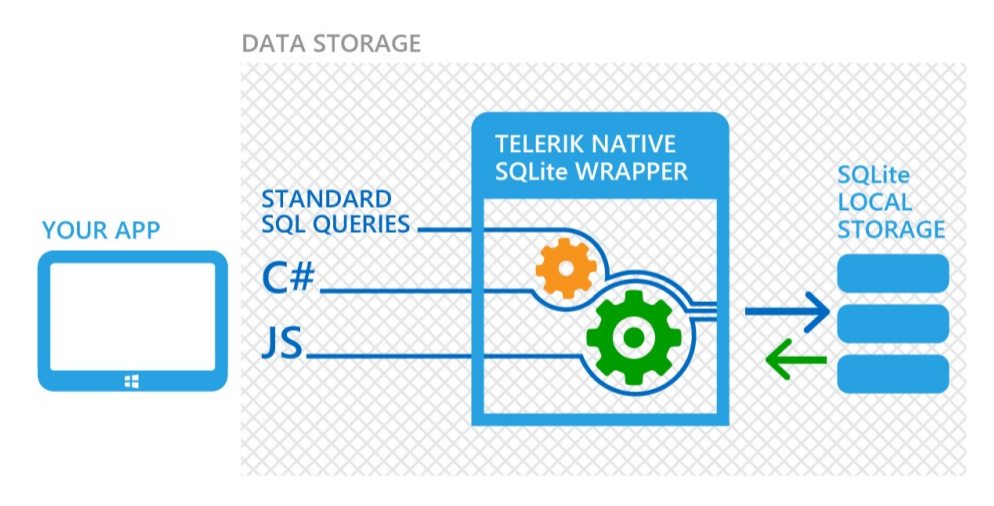 DATA STORAGE
TELERIK NATIVE
SQLite WRAPPER
SQLite
LOCAL
STORAGE
STANDARD
SQL QUERIES
YOUR APP
C#
JS